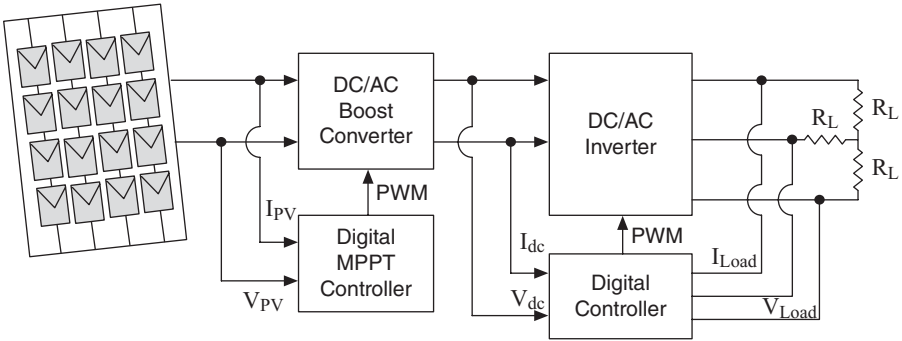 DC/AC
Boost
Converter
DC/AC
Inverter
R_L
R_L
R_L
PWM
PWM
I_PV
V_PV
Digital
MPPT
Controller
I_dc
V_dc
Digital
Controller
I_Load
V_Load